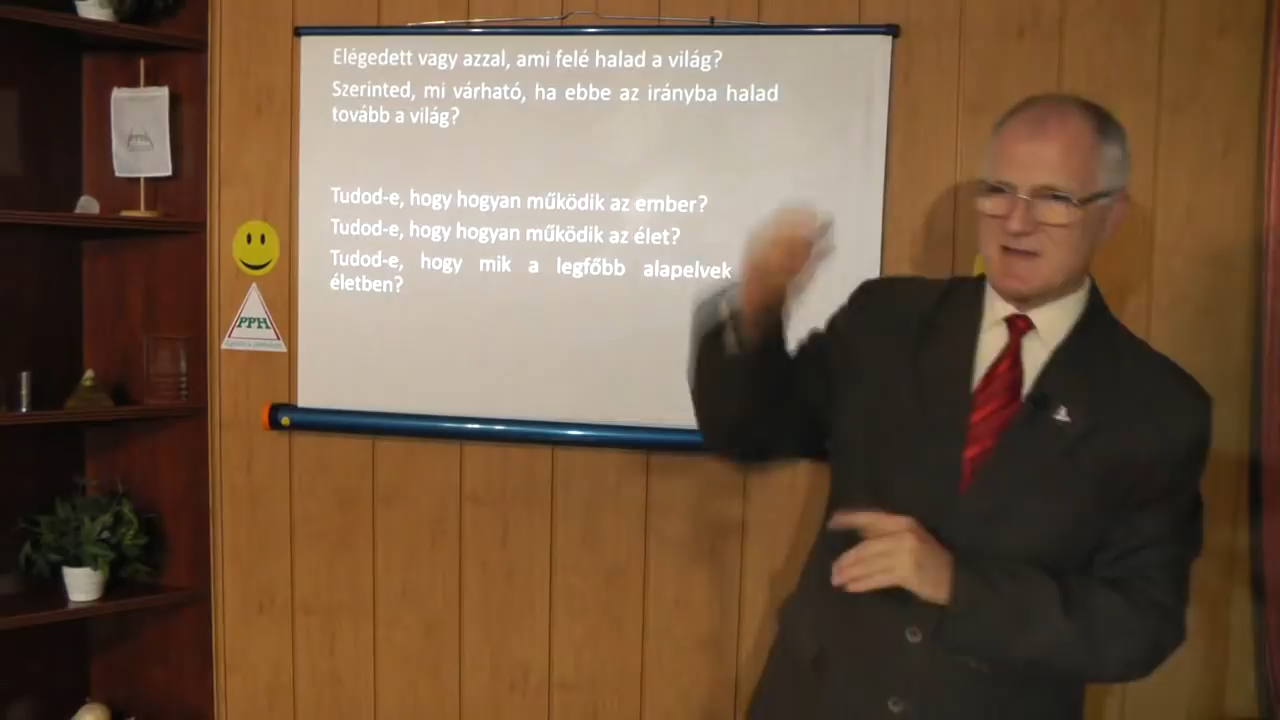 Elégedett vagy azzal, ami felé halad a világ?
Szerinted, mi várható, ha ebbe az irányba halad
tovább a világ?
Tudod-e, hogy hogyan működik az ember?
Tudod-e, hogy hogyan működik az élet?
Tudod-e, hogy mik a legfőbb alapelvek
életben?
PPH